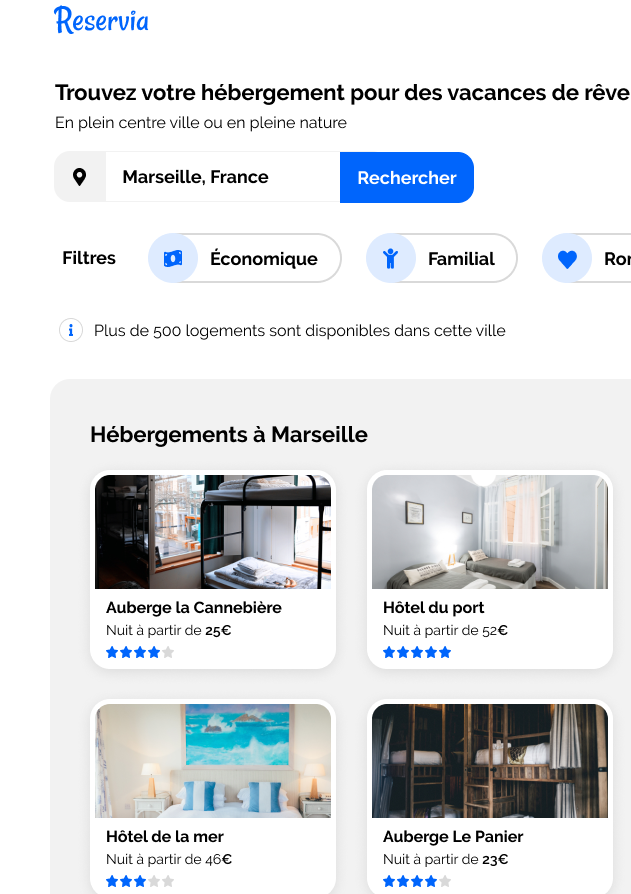 Reservia
Trouvez votre hébergement pour des vacances de rêve
En plein centre ville ou en pleine nature
Marseille, France
Rechercher
Filtres
Économique
Familial
Plus de 500 logements sont disponibles dans cette ville
Hébergements à Marseille
Auberge la Cannebière
Nuit à partir de 25€
Hôtel du port
Nuit à partir de 52€
Hôtel de la mer
Nuit à partir de 46€
Auberge Le Panier
Nuit à partir de 23€